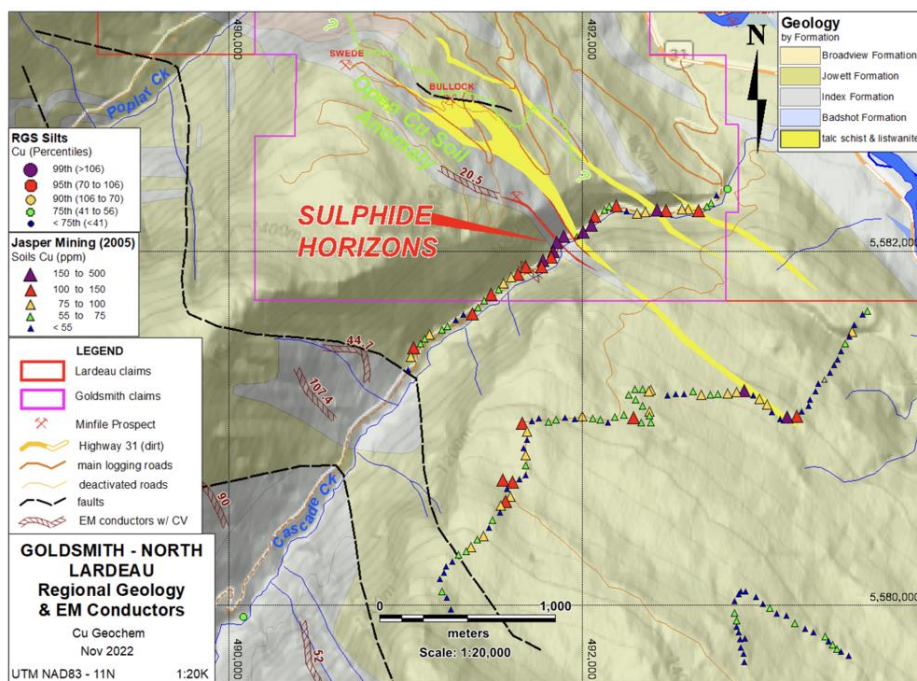 490,000
492,000
31
N
Geology
by Formation
Broadview Formation
Jowett Formation
Index Formation
Badshot Formation
talc schist & listwanite
Poplar Ck
SWEDE
BULLOCK
?
Open Cu Soil
Anomaly
?
20.5
RGS Silts
Cu (Percentiles)
99th (>106)
95th (70 to 106)
90th (106 to 70)
75th (41 to 56)
< 75th (<41)
SULPHIDE
HORIZONS
5,582,000
Jasper Mining (2005)
Soils Cu (ppm)
150 to 500
100 to 150
75 to 100
55 to 75
< 55
LEGEND
Lardeau claims
Goldsmith claims
Minfile Prospect
Highway 31 (dirt)
main logging roads
deactivated roads
faults
EM conductors w/ CV
44.7
107.4
90
Cascade Ck
52
GOLDSMITH - NORTH
LARDEAU
Regional Geology
& EM Conductors
Cu Geochem
Nov 2022
UTM NAD83 - 11N 1:20K
0 1,000
meters
Scale: 1:20,000
5,580,000
490,000
492,000